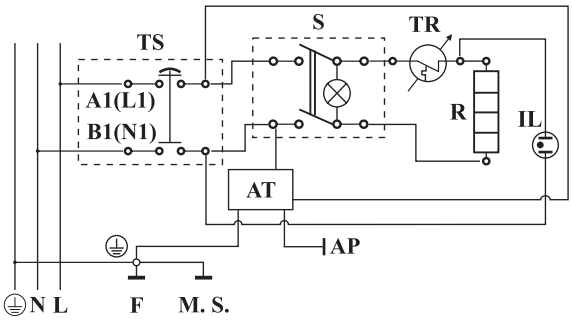 S
TR
TS
A1(L1)
B1(N1)
R
IL
AT
AP
N L F M. S.